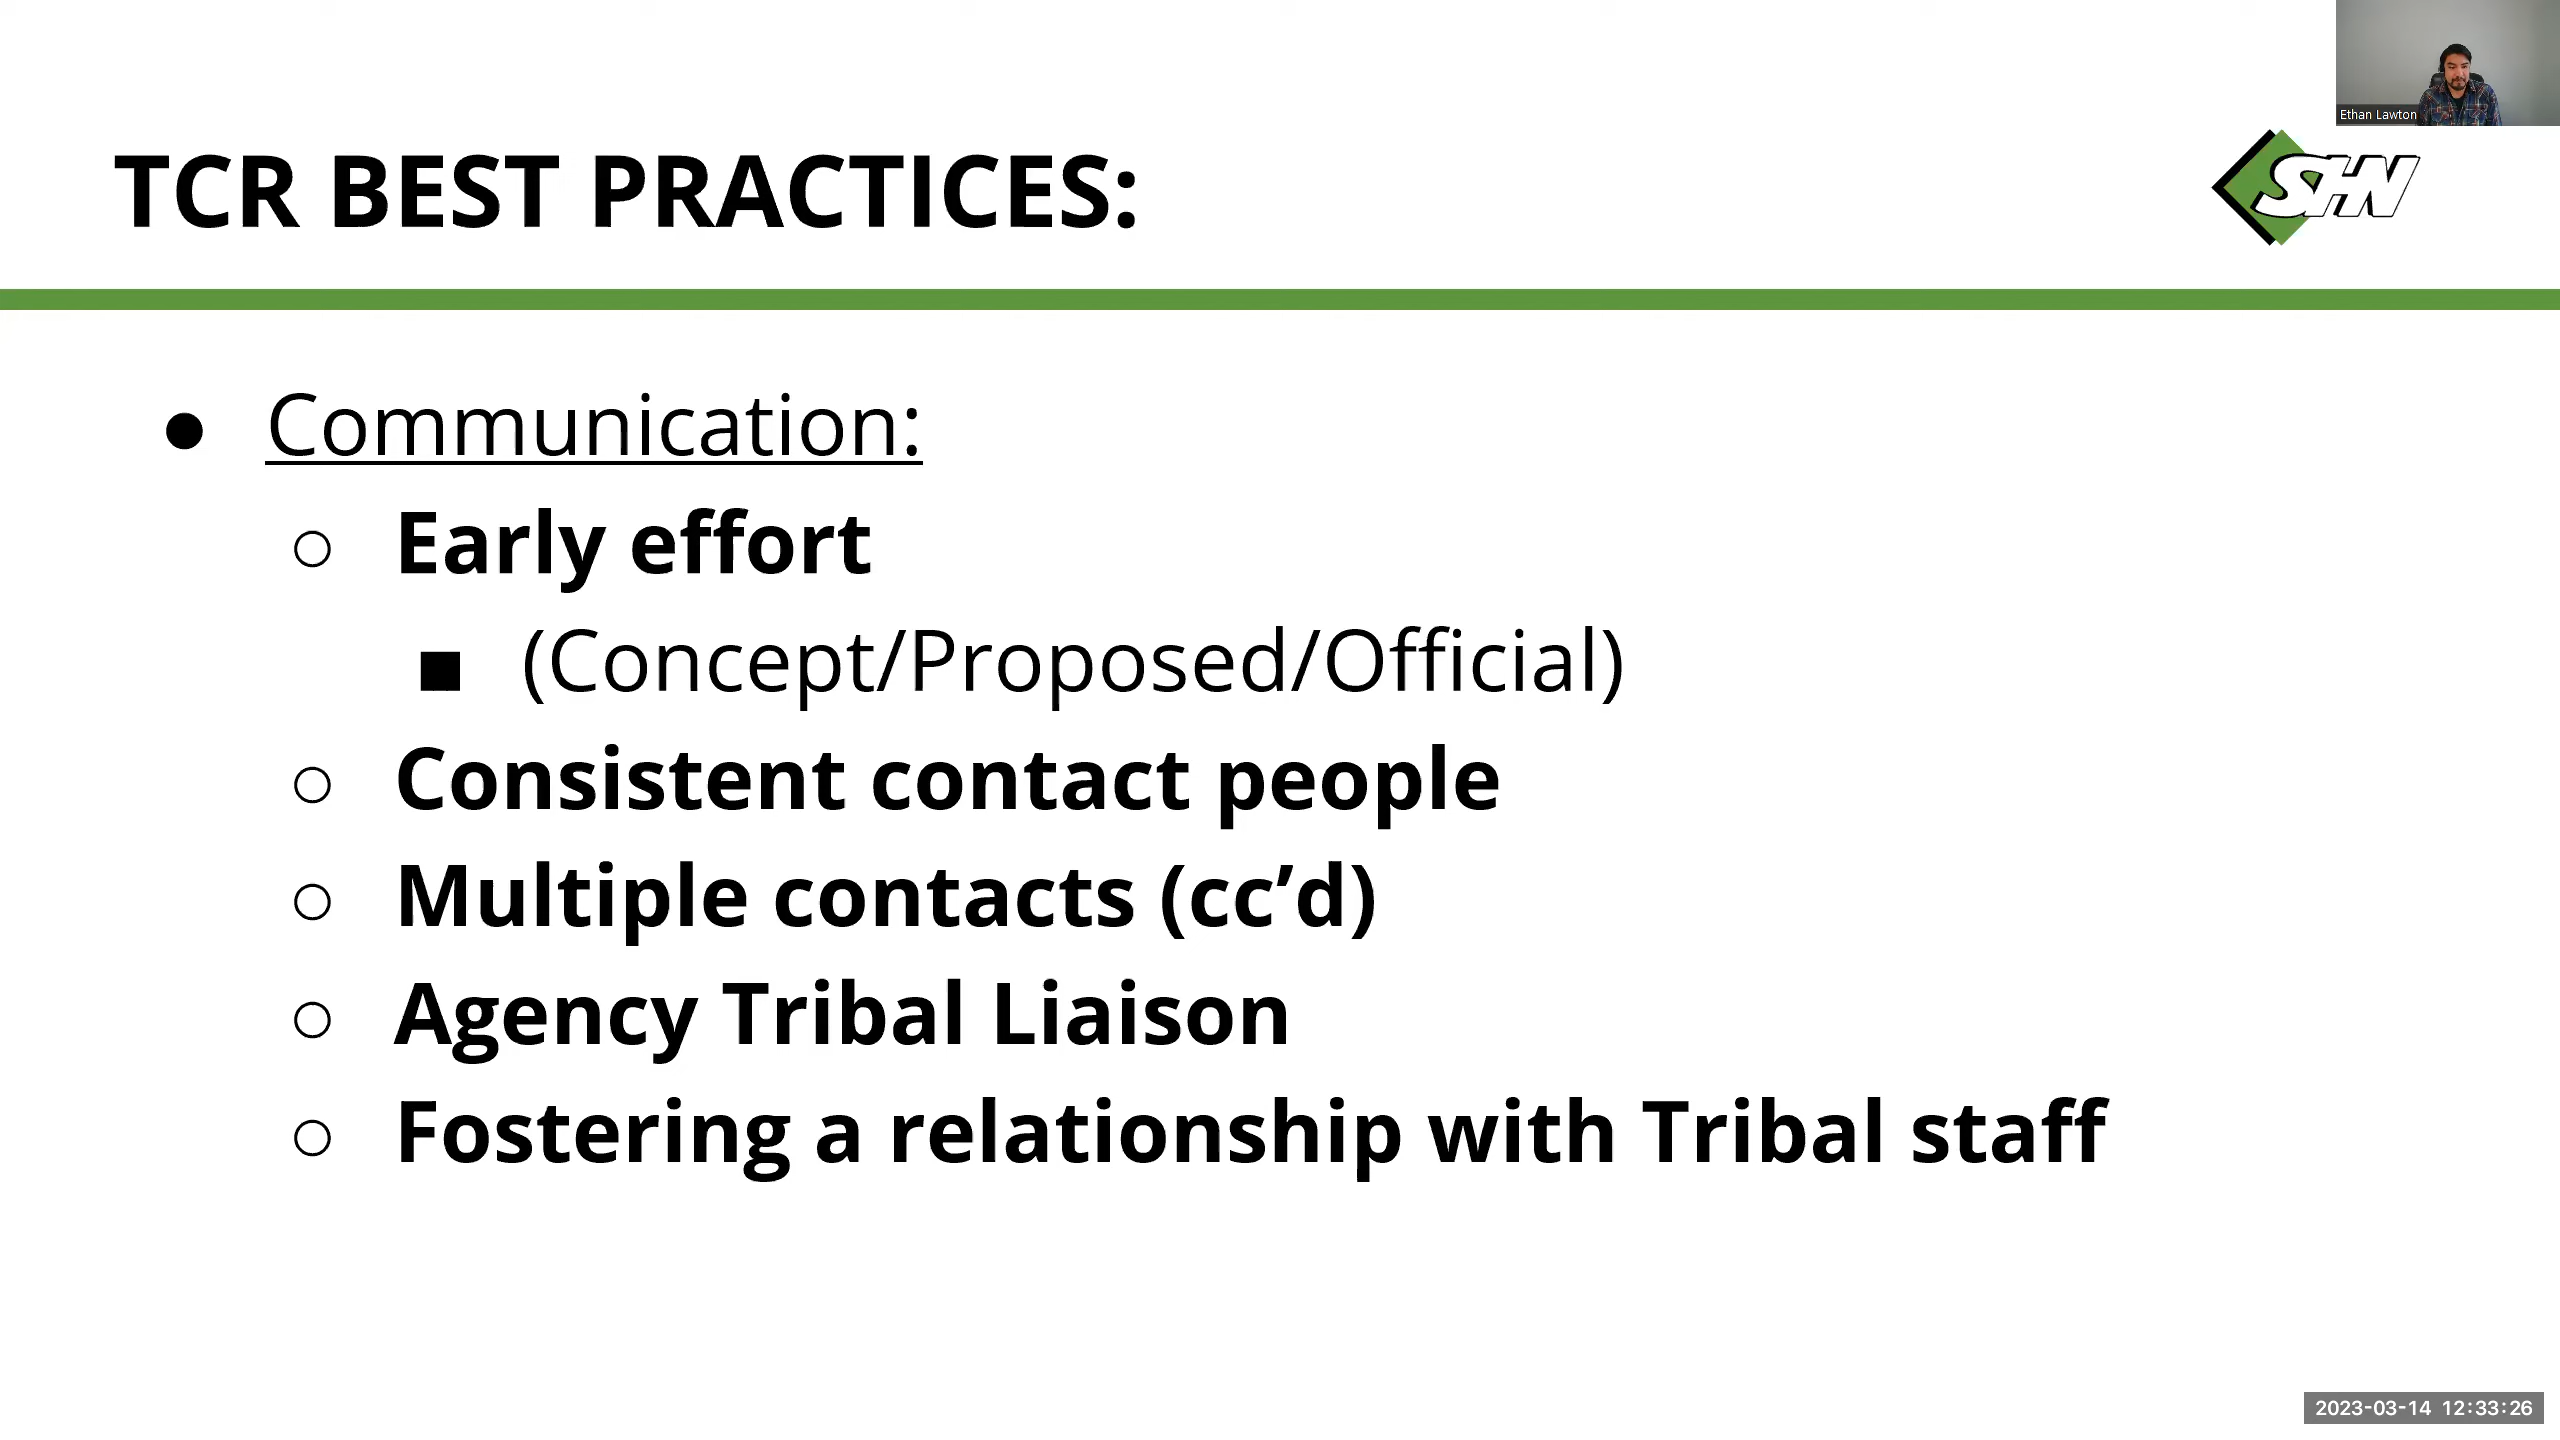 Ethan Lawton
TCR BEST PRACTICES:
SHN
● Communication:
○ Early effort
■ (Concept/Proposed/Official)
○ Consistent contact people
○ Multiple contacts (cc’d)
○ Agency Tribal Liaison
○ Fostering a relationship with Tribal staff
2023-03-14 12:33:26